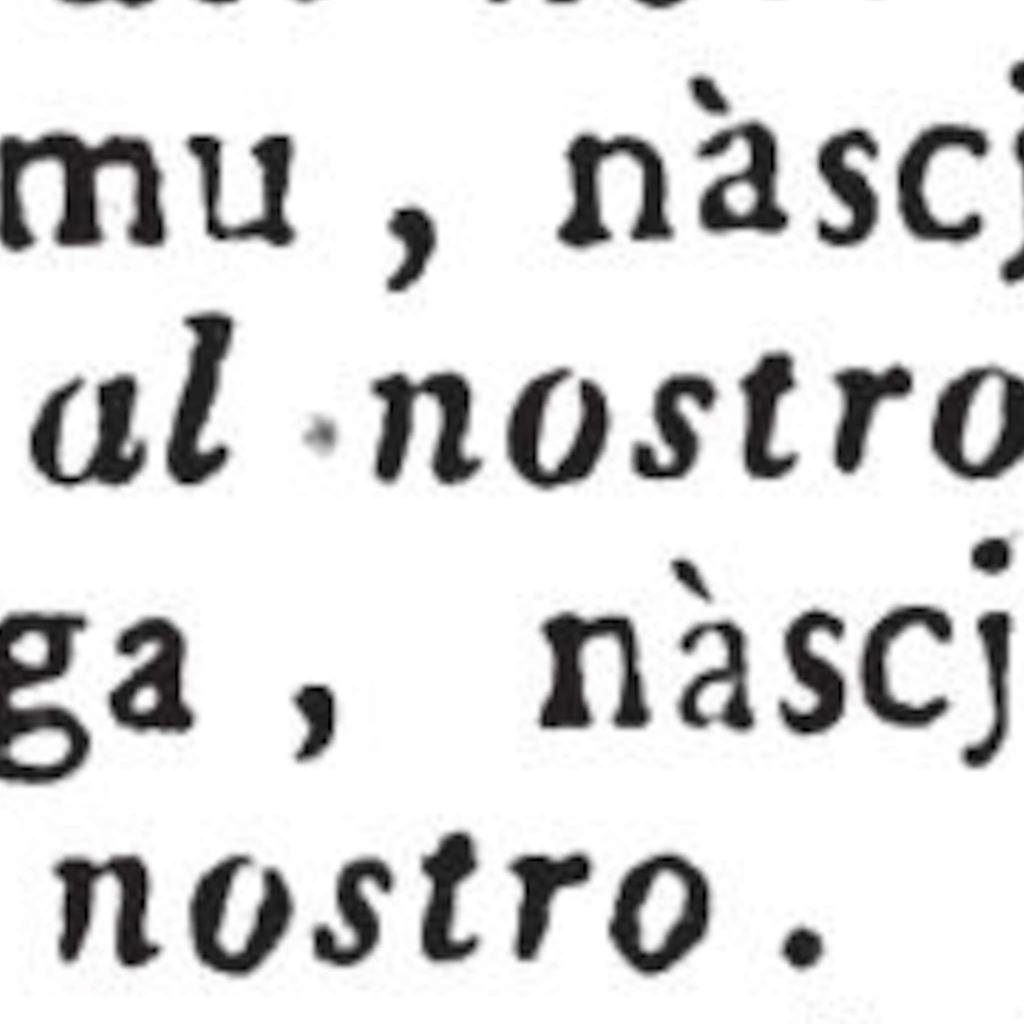 mu , nàscj
al nostro
ga , nàscj
nostro .